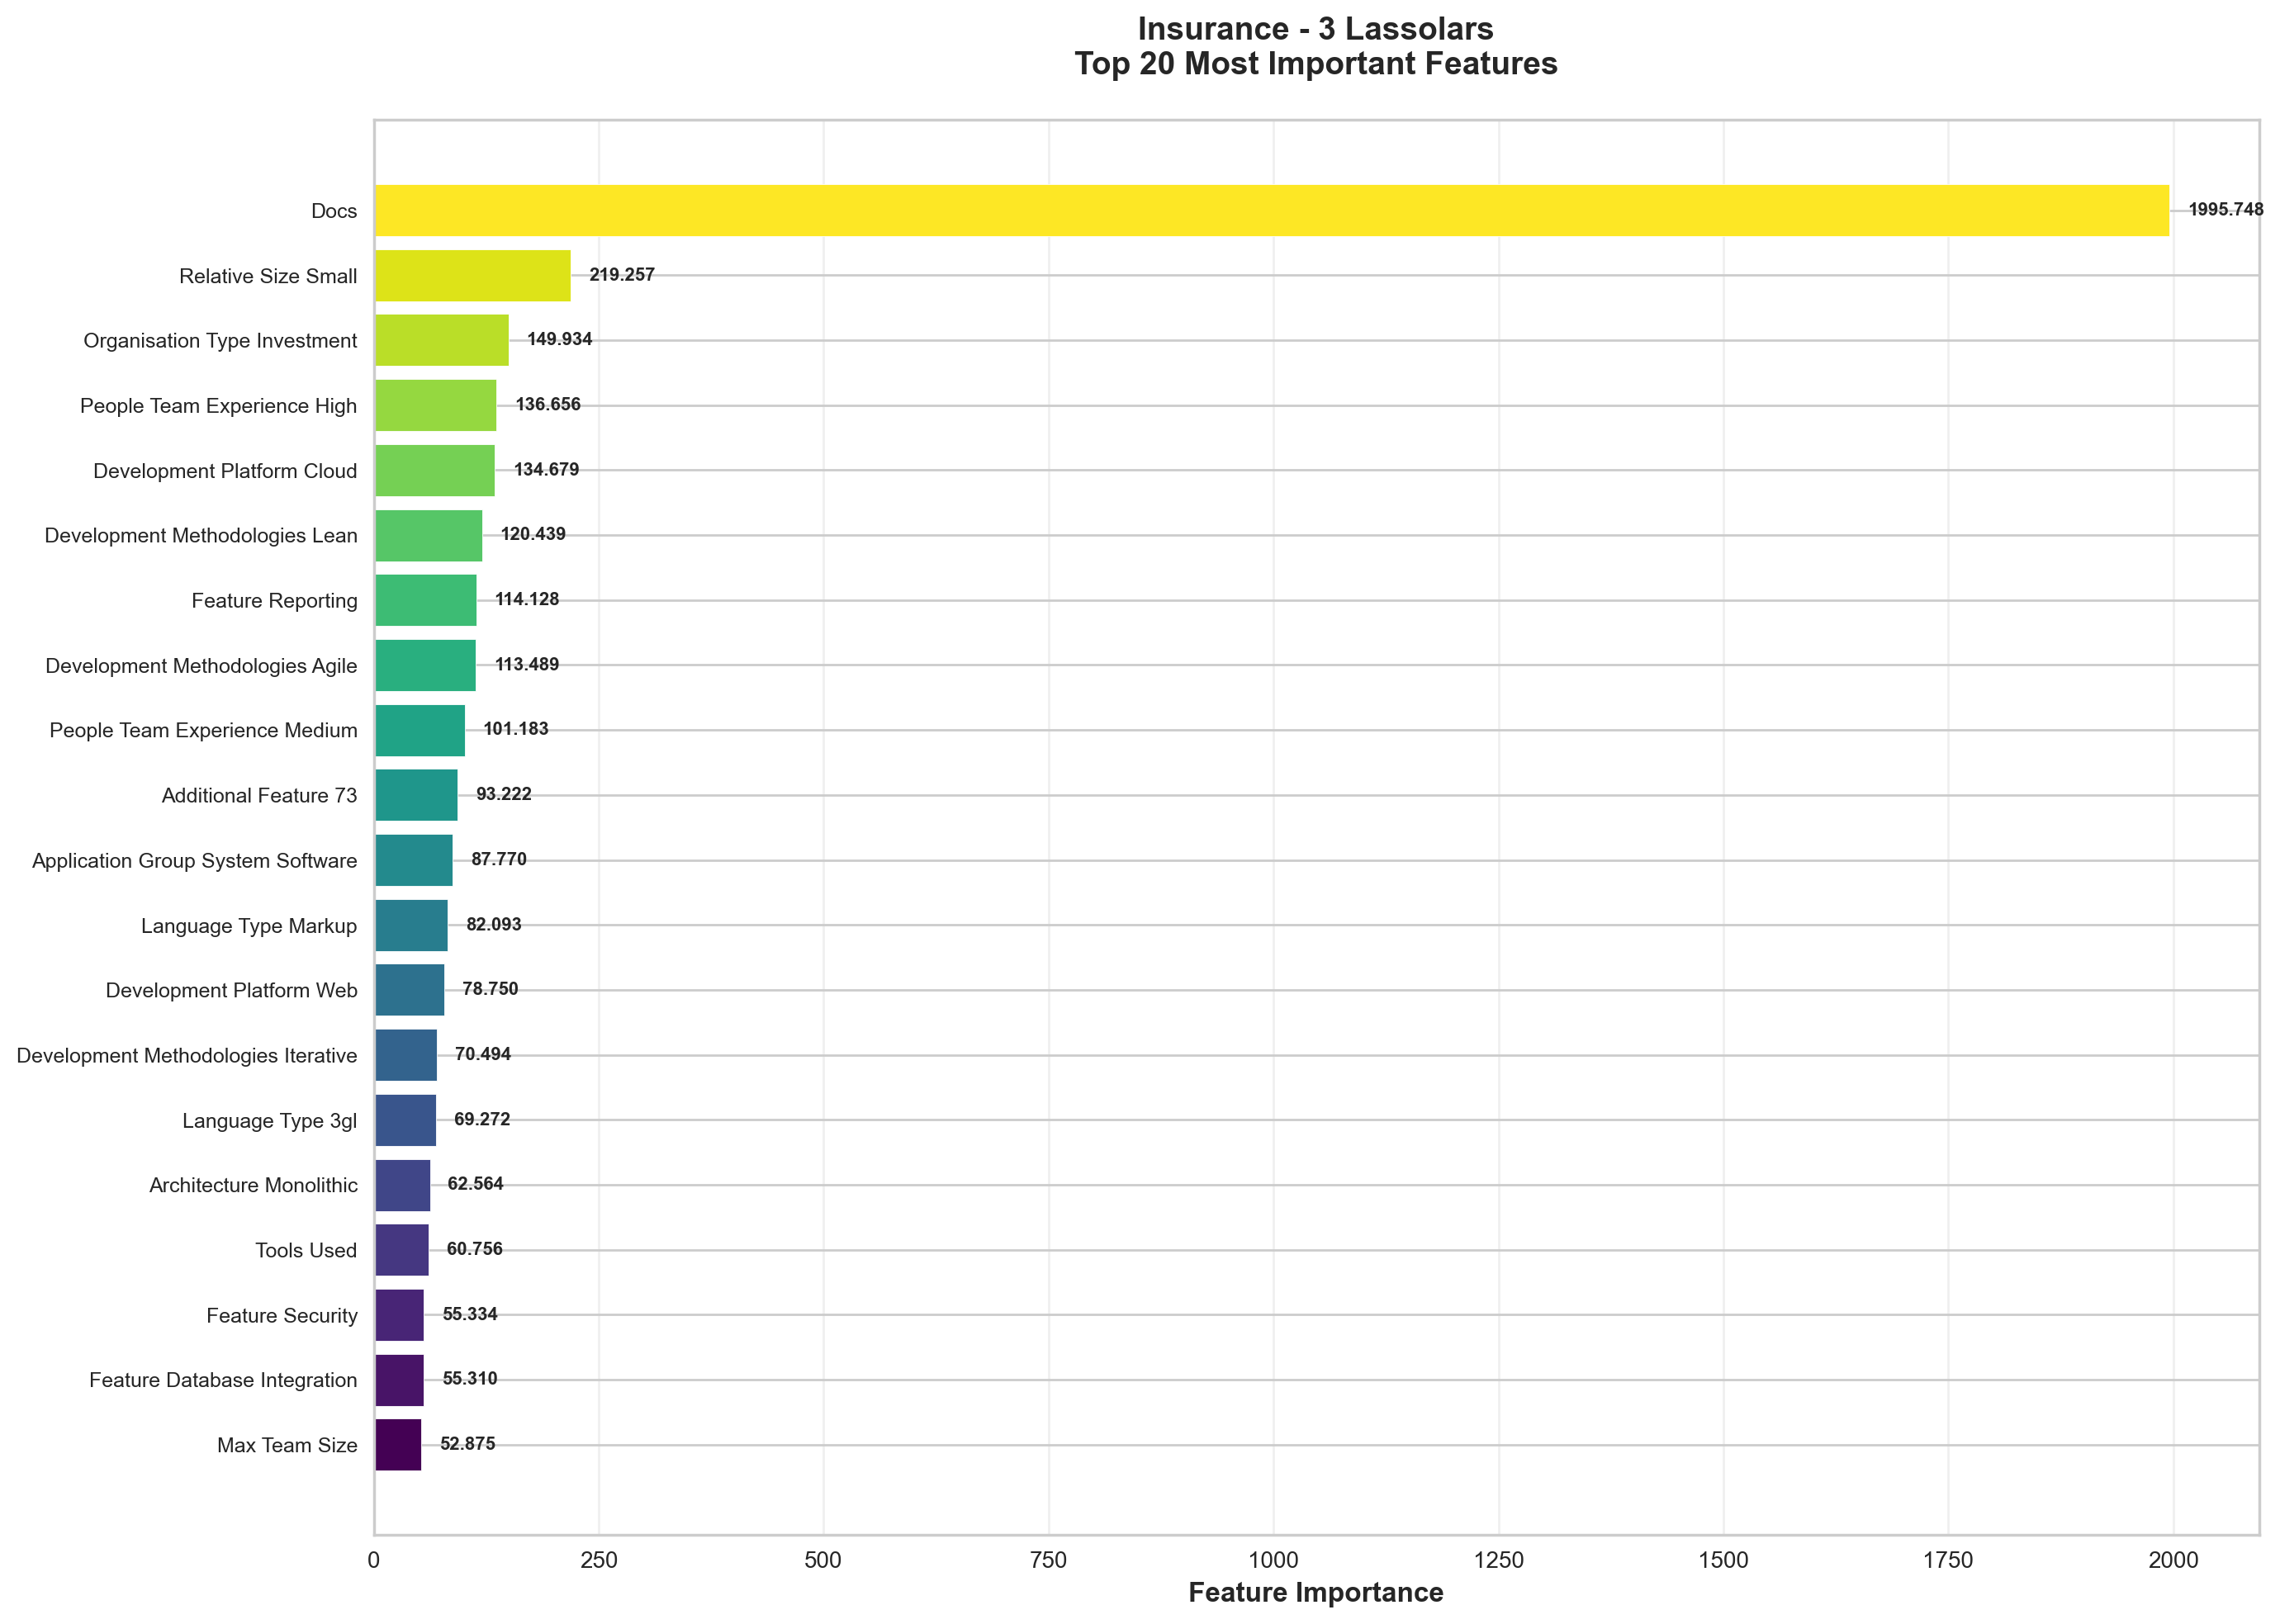 Insurance - 3 Lassolars
Top 20 Most Important Features
Docs 1995.748
Relative Size Small 219.257
Organisation Type Investment 149.934
People Team Experience High 136.656
Development Platform Cloud 134.679
Development Methodologies Lean 120.439
Feature Reporting 114.128
Development Methodologies Agile 113.489
People Team Experience Medium 101.183
Additional Feature 73 93.222
Application Group System Software 87.770
Language Type Markup 82.093
Development Platform Web 78.750
Development Methodologies Iterative 70.494
Language Type 3gl 69.272
Architecture Monolithic 62.564
Tools Used 60.756
Feature Security 55.334
Feature Database Integration 55.310
Max Team Size 52.875
0 250 500 750 1000 1250 1500 1750 2000
Feature Importance